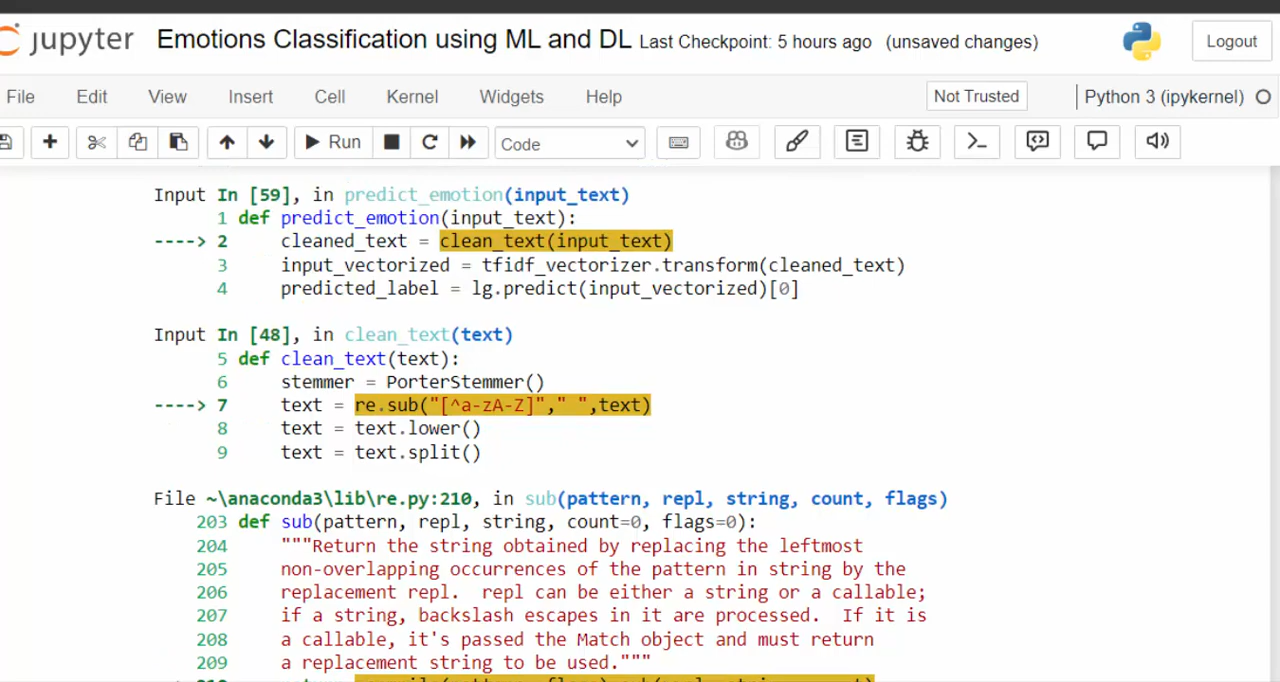 jupyter Emotions Classification using ML and DL Last Checkpoint: 5 hours ago (unsaved changes) Logout
File Edit View Insert Cell Kernel Widgets Help Not Trusted Python 3 (ipykernel)
Run Code
Input In [59], in predict_emotion(input_text)
1 def predict_emotion(input_text):
----> 2 cleaned_text = clean_text(input_text)
3 input_vectorized = tfidf_vectorizer.transform(cleaned_text)
4 predicted_label = lg.predict(input_vectorized)[0]
Input In [48], in clean_text(text)
5 def clean_text(text):
6 stemmer = PorterStemmer()
----> 7 text = re.sub("[^a-zA-Z]"," ",text)
8 text = text.lower()
9 text = text.split()
File ~\anaconda3\lib\re.py:210, in sub(pattern, repl, string, count, flags)
203 def sub(pattern, repl, string, count=0, flags=0):
204 """Return the string obtained by replacing the leftmost
205 non-overlapping occurrences of the pattern in string by the
206 replacement repl. repl can be either a string or a callable;
207 if a string, backslash escapes in it are processed. If it is
208 a callable, it's passed the Match object and must return
209 a replacement string to be used."""